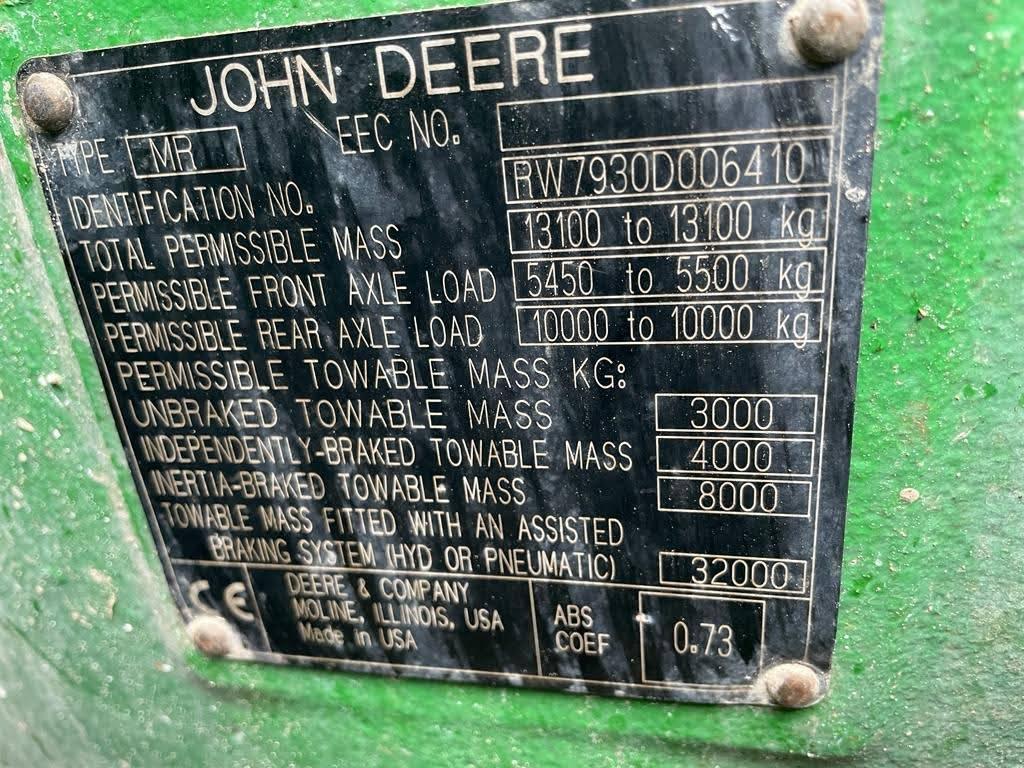 JOHN DEERE
TYPE MR EEC NO.
IDENTIFICATION NO. RW7930D006410
TOTAL PERMISSIBLE MASS 13100 to 13100 kg
PERMISSIBLE FRONT AXLE LOAD 5450 to 5500 kg
PERMISSIBLE REAR AXLE LOAD 10000 to 10000 kg
PERMISSIBLE TOWABLE MASS KG:
UNBRAKED TOWABLE MASS 3000
INDEPENDENTLY-BRAKED TOWABLE MASS 4000
INERTIA-BRAKED TOWABLE MASS 8000
TOWABLE MASS FITTED WITH AN ASSISTED
BRAKING SYSTEM (HYD OR PNEUMATIC) 32000
CE
DEERE & COMPANY
MOLINE, ILLINOIS, USA
Made in USA
ABS
COEF
0.73